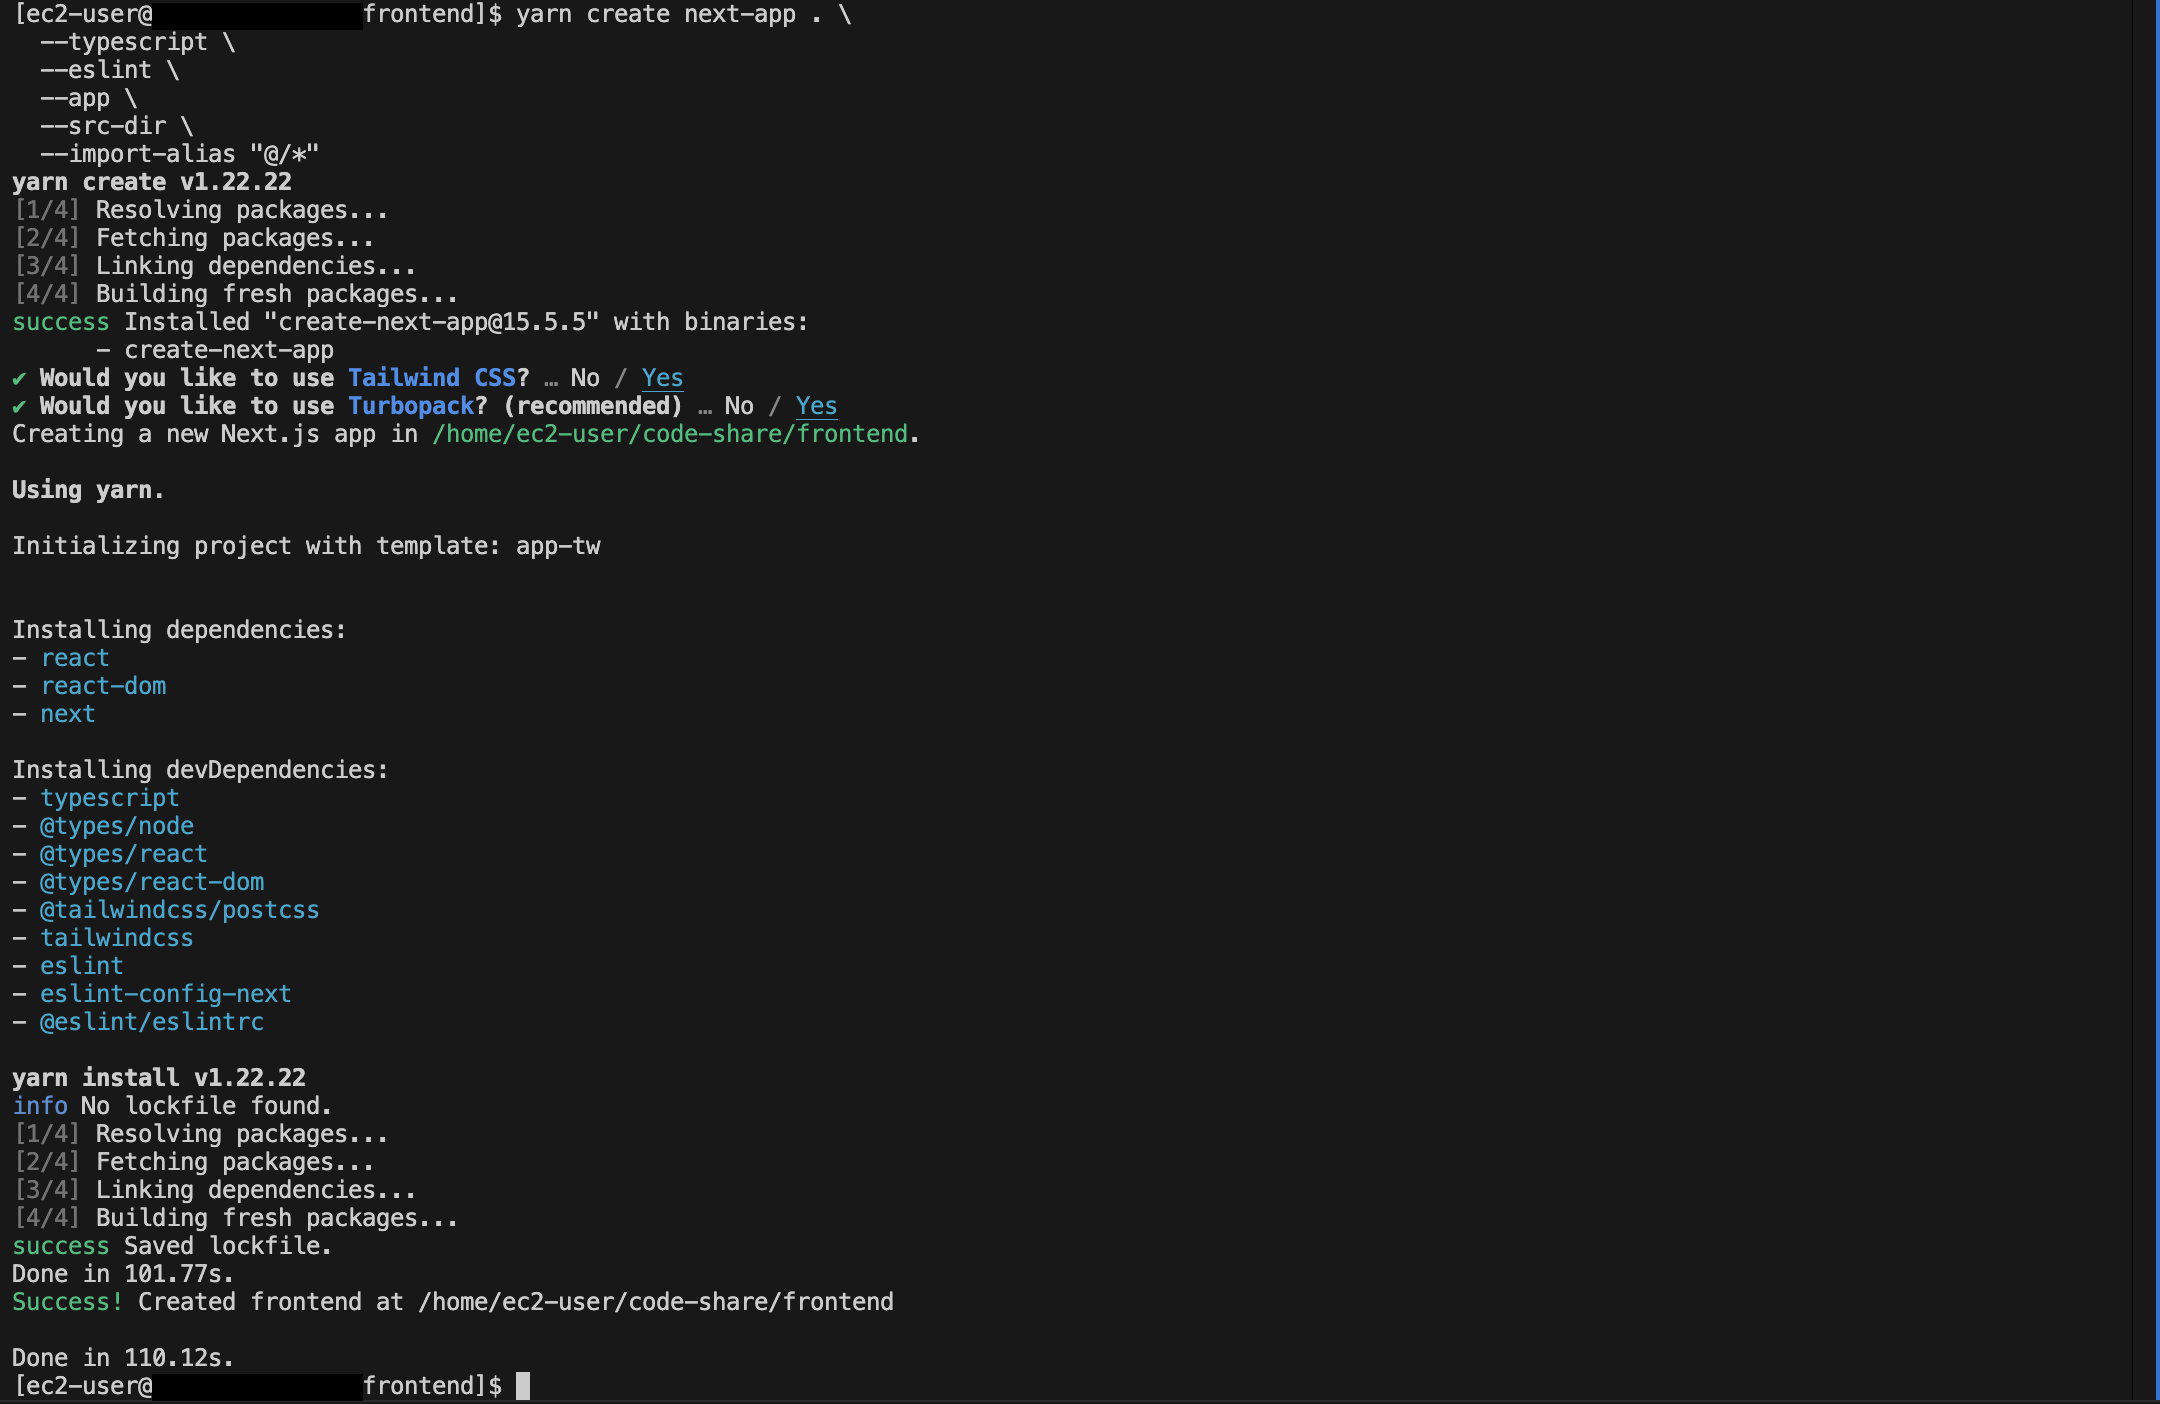 [ec2-user@ frontend]$ yarn create next-app . \
--typescript \
--eslint \
--app \
--src-dir \
--import-alias "@/*"
yarn create v1.22.22
[1/4] Resolving packages...
[2/4] Fetching packages...
[3/4] Linking dependencies...
[4/4] Building fresh packages...
success Installed "create-next-app@15.5.5" with binaries:
- create-next-app
✔ Would you like to use Tailwind CSS? … No / Yes
✔ Would you like to use Turbopack? (recommended) … No / Yes
Creating a new Next.js app in /home/ec2-user/code-share/frontend.
Using yarn.
Initializing project with template: app-tw
Installing dependencies:
- react
- react-dom
- next
Installing devDependencies:
- typescript
- @types/node
- @types/react
- @types/react-dom
- @tailwindcss/postcss
- tailwindcss
- eslint
- eslint-config-next
- @eslint/eslintrc
yarn install v1.22.22
info No lockfile found.
[1/4] Resolving packages...
[2/4] Fetching packages...
[3/4] Linking dependencies...
[4/4] Building fresh packages...
success Saved lockfile.
Done in 101.77s.
Success! Created frontend at /home/ec2-user/code-share/frontend
Done in 110.12s.
[ec2-user@ frontend]$